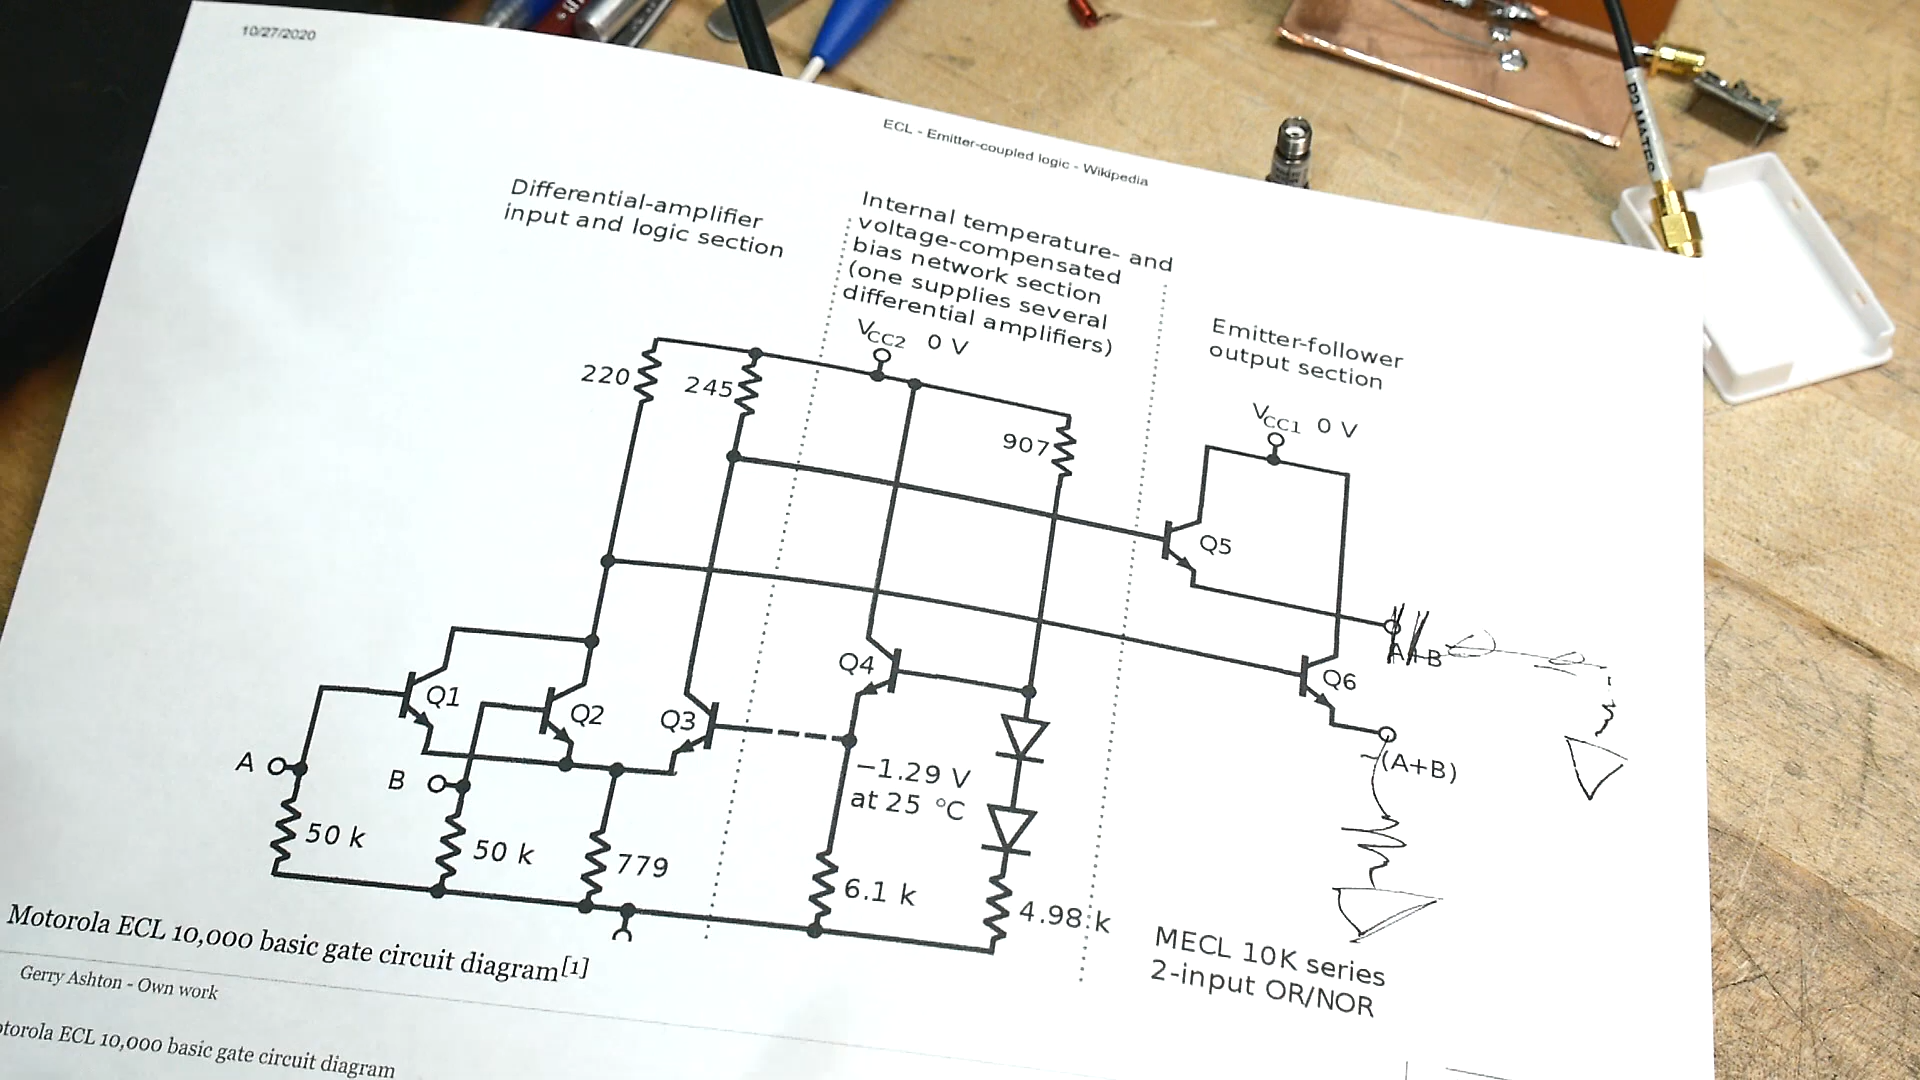 10/27/2020
ECL - Emitter-coupled logic - Wikipedia
Differential-amplifier
input and logic section
Internal temperature- and
voltage-compensated
bias network section
(one supplies several
differential amplifiers)
Emitter-follower
output section
VCC2 0 V
VCC1 0 V
220
245
907
Q5
A+B
Q6
~(A+B)
Q4
Q1
Q2
Q3
A
B
−1.29 V
at 25 °C
50 k
50 k
779
6.1 k
4.98 k
MECL 10K series
2-input OR/NOR
Motorola ECL 10,000 basic gate circuit diagram[1]
Gerry Ashton - Own work
otorola ECL 10,000 basic gate circuit diagram